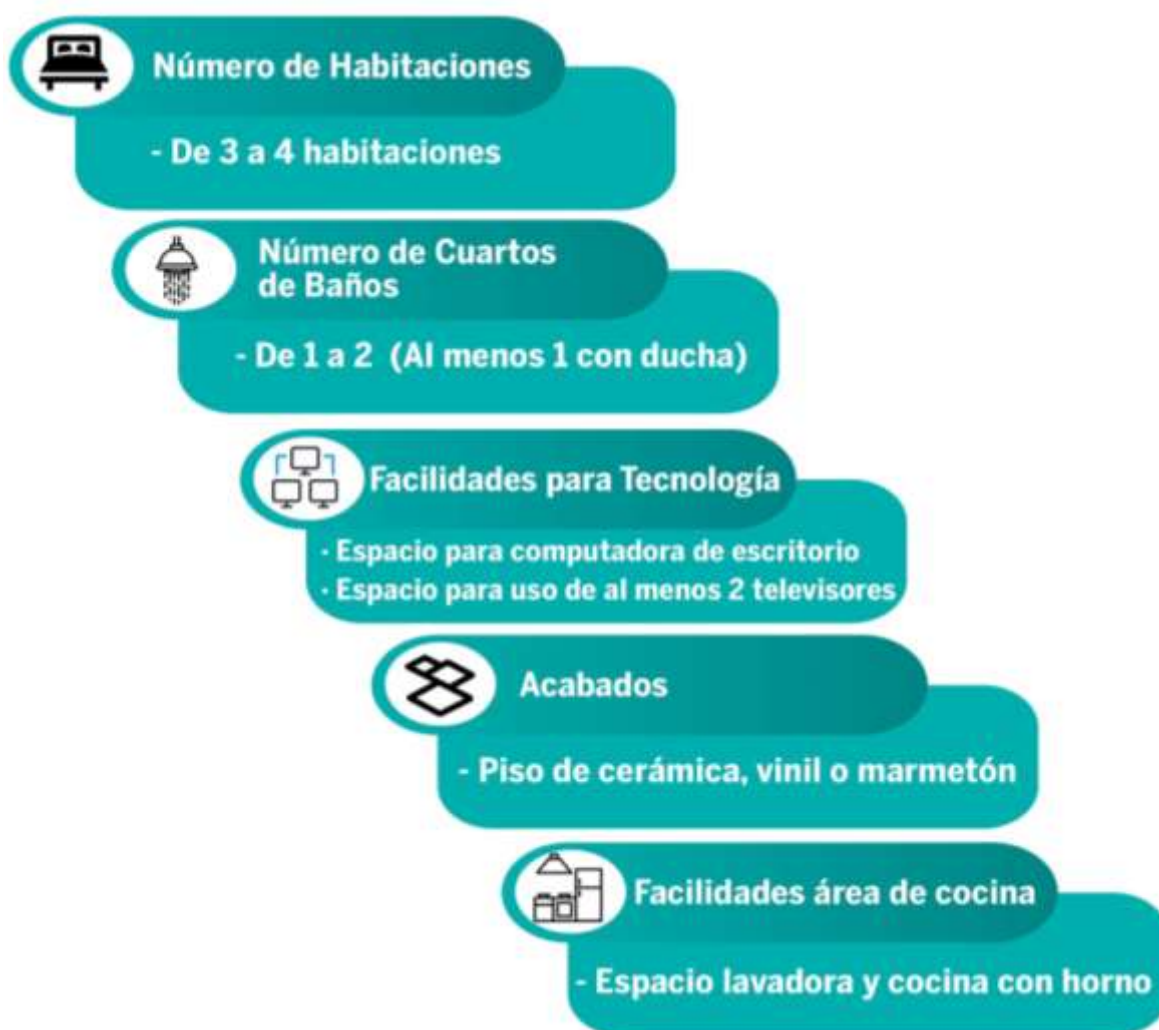 Número de Habitaciones
- De 3 a 4 habitaciones
Número de Cuartos
de Baños
- De 1 a 2  (Al menos 1 con ducha)
Facilidades para Tecnología
- Espacio para computadora de escritorio
- Espacio para uso de al menos 2 televisores
Acabados
- Piso de cerámica, vinil o marmetón
Facilidades área de cocina
- Espacio lavadora y cocina con horno